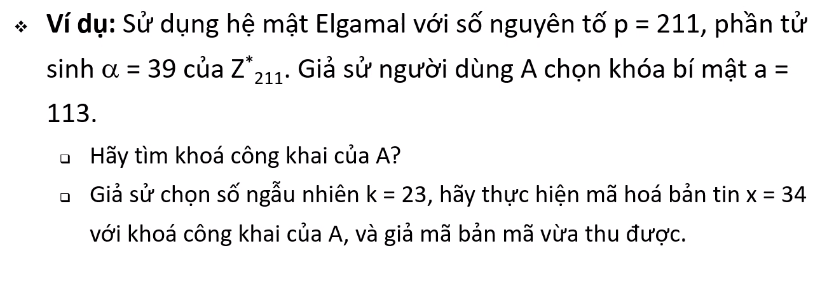 ❖ Ví dụ: Sử dụng hệ mật Elgamal với số nguyên tố p = 211, phần tử
sinh α = 39 của Z*₂₁₁. Giả sử người dùng A chọn khóa bí mật a =
113.
❑ Hãy tìm khoá công khai của A?
❑ Giả sử chọn số ngẫu nhiên k = 23, hãy thực hiện mã hoá bản tin x = 34
với khoá công khai của A, và giả mã bản mã vừa thu được.